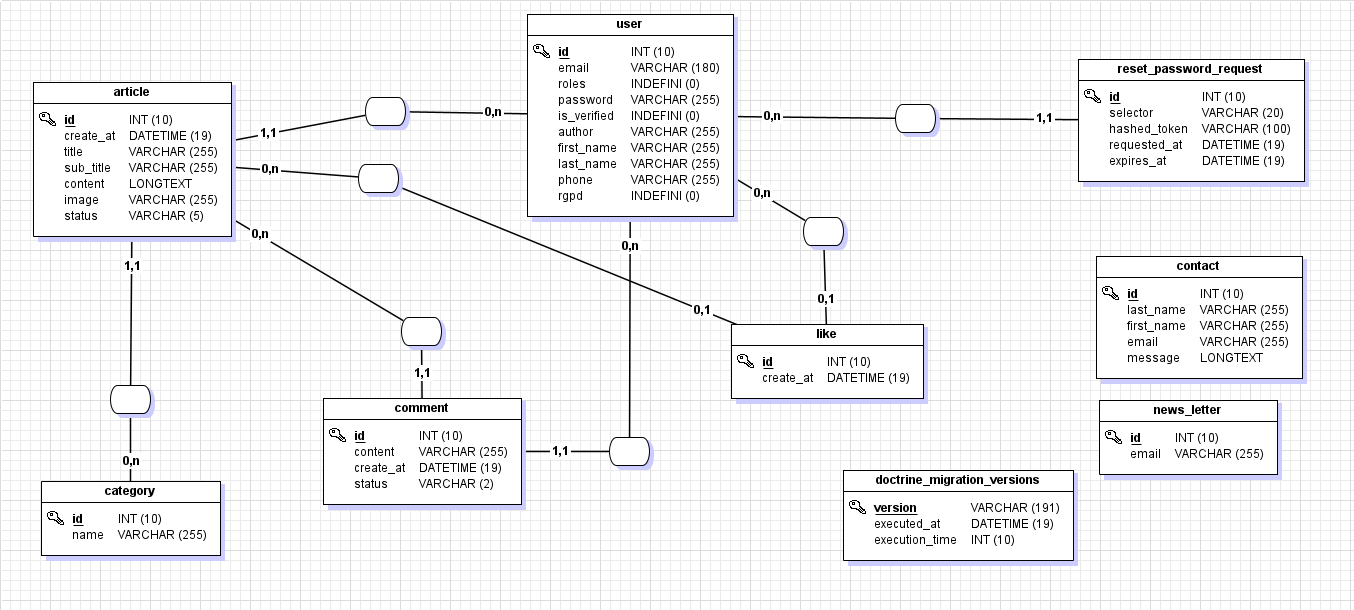 user
id INT (10)
email VARCHAR (180)
roles INDEFINI (0)
password VARCHAR (255)
is_verified INDEFINI (0)
author VARCHAR (255)
first_name VARCHAR (255)
last_name VARCHAR (255)
phone VARCHAR (255)
rgpd INDEFINI (0)
article
id INT (10)
create_at DATETIME (19)
title VARCHAR (255)
sub_title VARCHAR (255)
content LONGTEXT
image VARCHAR (255)
status VARCHAR (5)
reset_password_request
id INT (10)
selector VARCHAR (20)
hashed_token VARCHAR (100)
requested_at DATETIME (19)
expires_at DATETIME (19)
1,1
0,n
0,n
1,1
0,n
0,1
0,n
0,1
0,n
1,1
0,n
1,1
1,1
0,n
contact
id INT (10)
last_name VARCHAR (255)
first_name VARCHAR (255)
email VARCHAR (255)
message LONGTEXT
like
id INT (10)
create_at DATETIME (19)
comment
id INT (10)
content VARCHAR (255)
create_at DATETIME (19)
status VARCHAR (2)
news_letter
id INT (10)
email VARCHAR (255)
category
id INT (10)
name VARCHAR (255)
doctrine_migration_versions
version VARCHAR (191)
executed_at DATETIME (19)
execution_time INT (10)